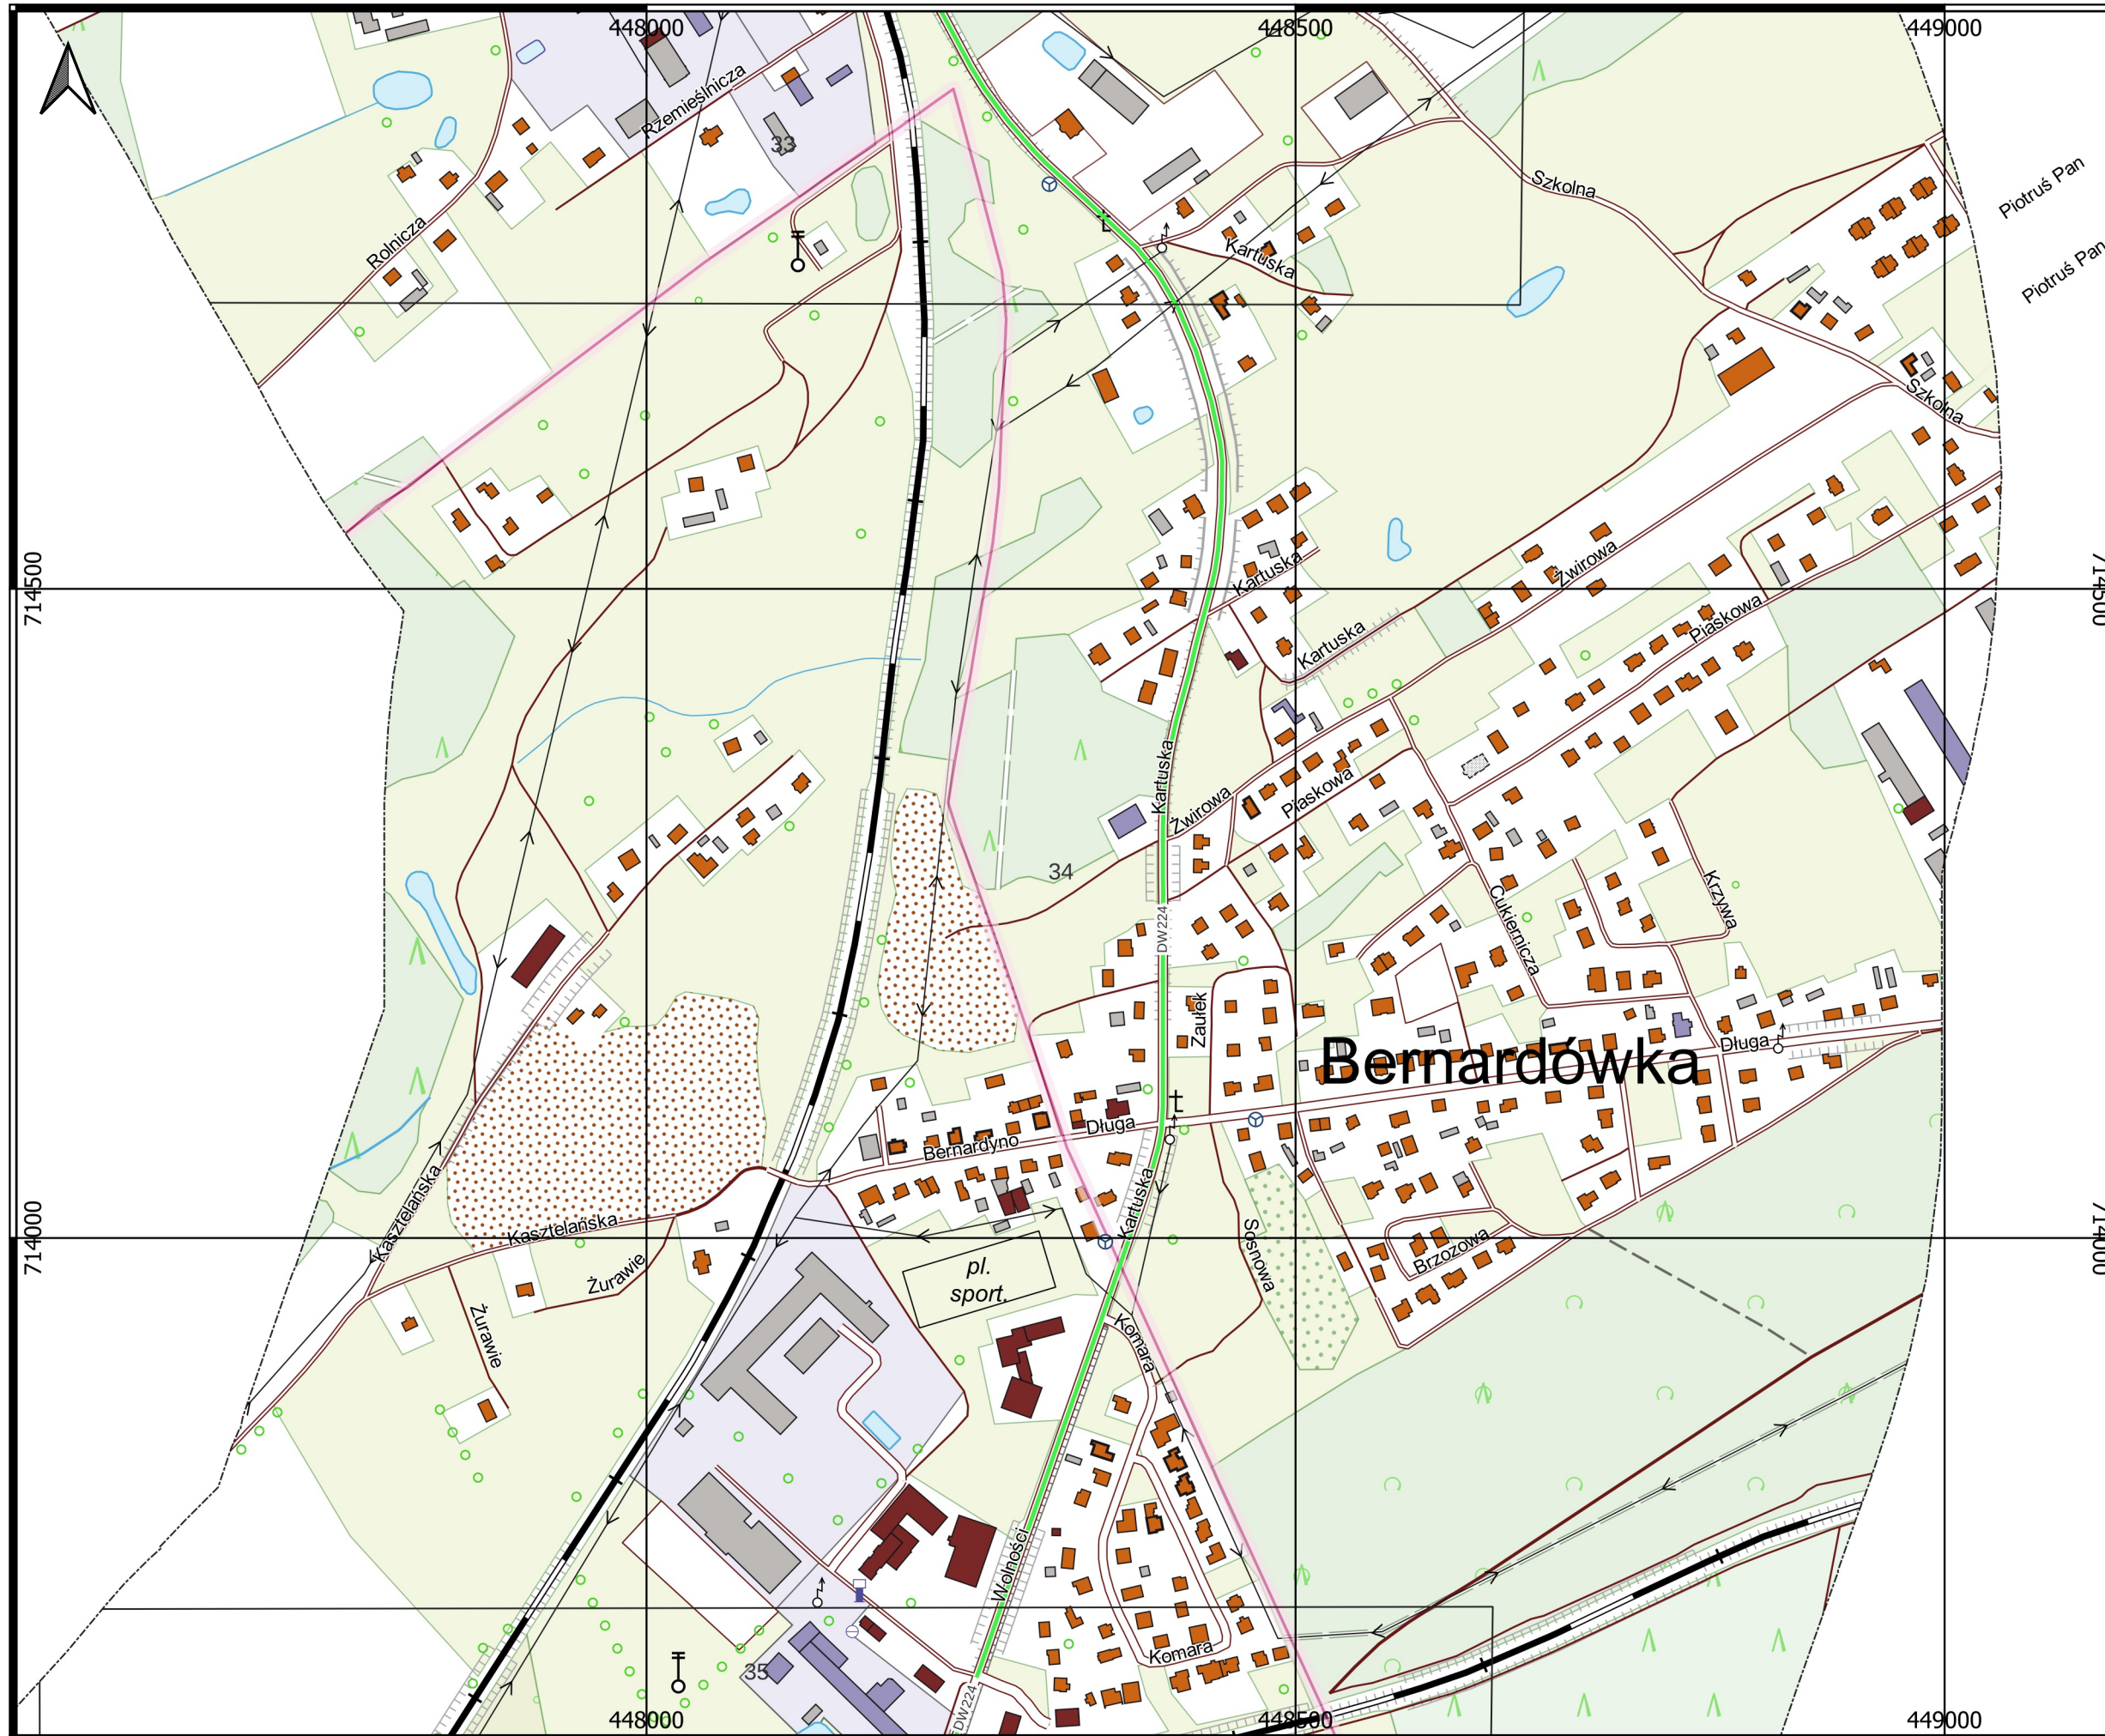 448000
448500
449000
Rzemieślnicza
33
Rolnicza
Szkolna
Piotruś Pan
Piotruś Pan
Kartuska
Szkolna
714500
714500
Kartuska
Żwirowa
Kartuska
Piaskowa
Kartuska
Żwirowa
Piaskowa
34
Cukiernicza
Krzywa
DW224
Zaułek
Bernardówka
Długa
Długa
Bernardyno
Kasztelańska
Kartuska
714000
714000
Kasztelańska
Sosnowa
Brzozowa
Żurawie
pl.
sport.
Żurawie
Komara
Wolności
Komara
35
DW224
448000
448500
449000